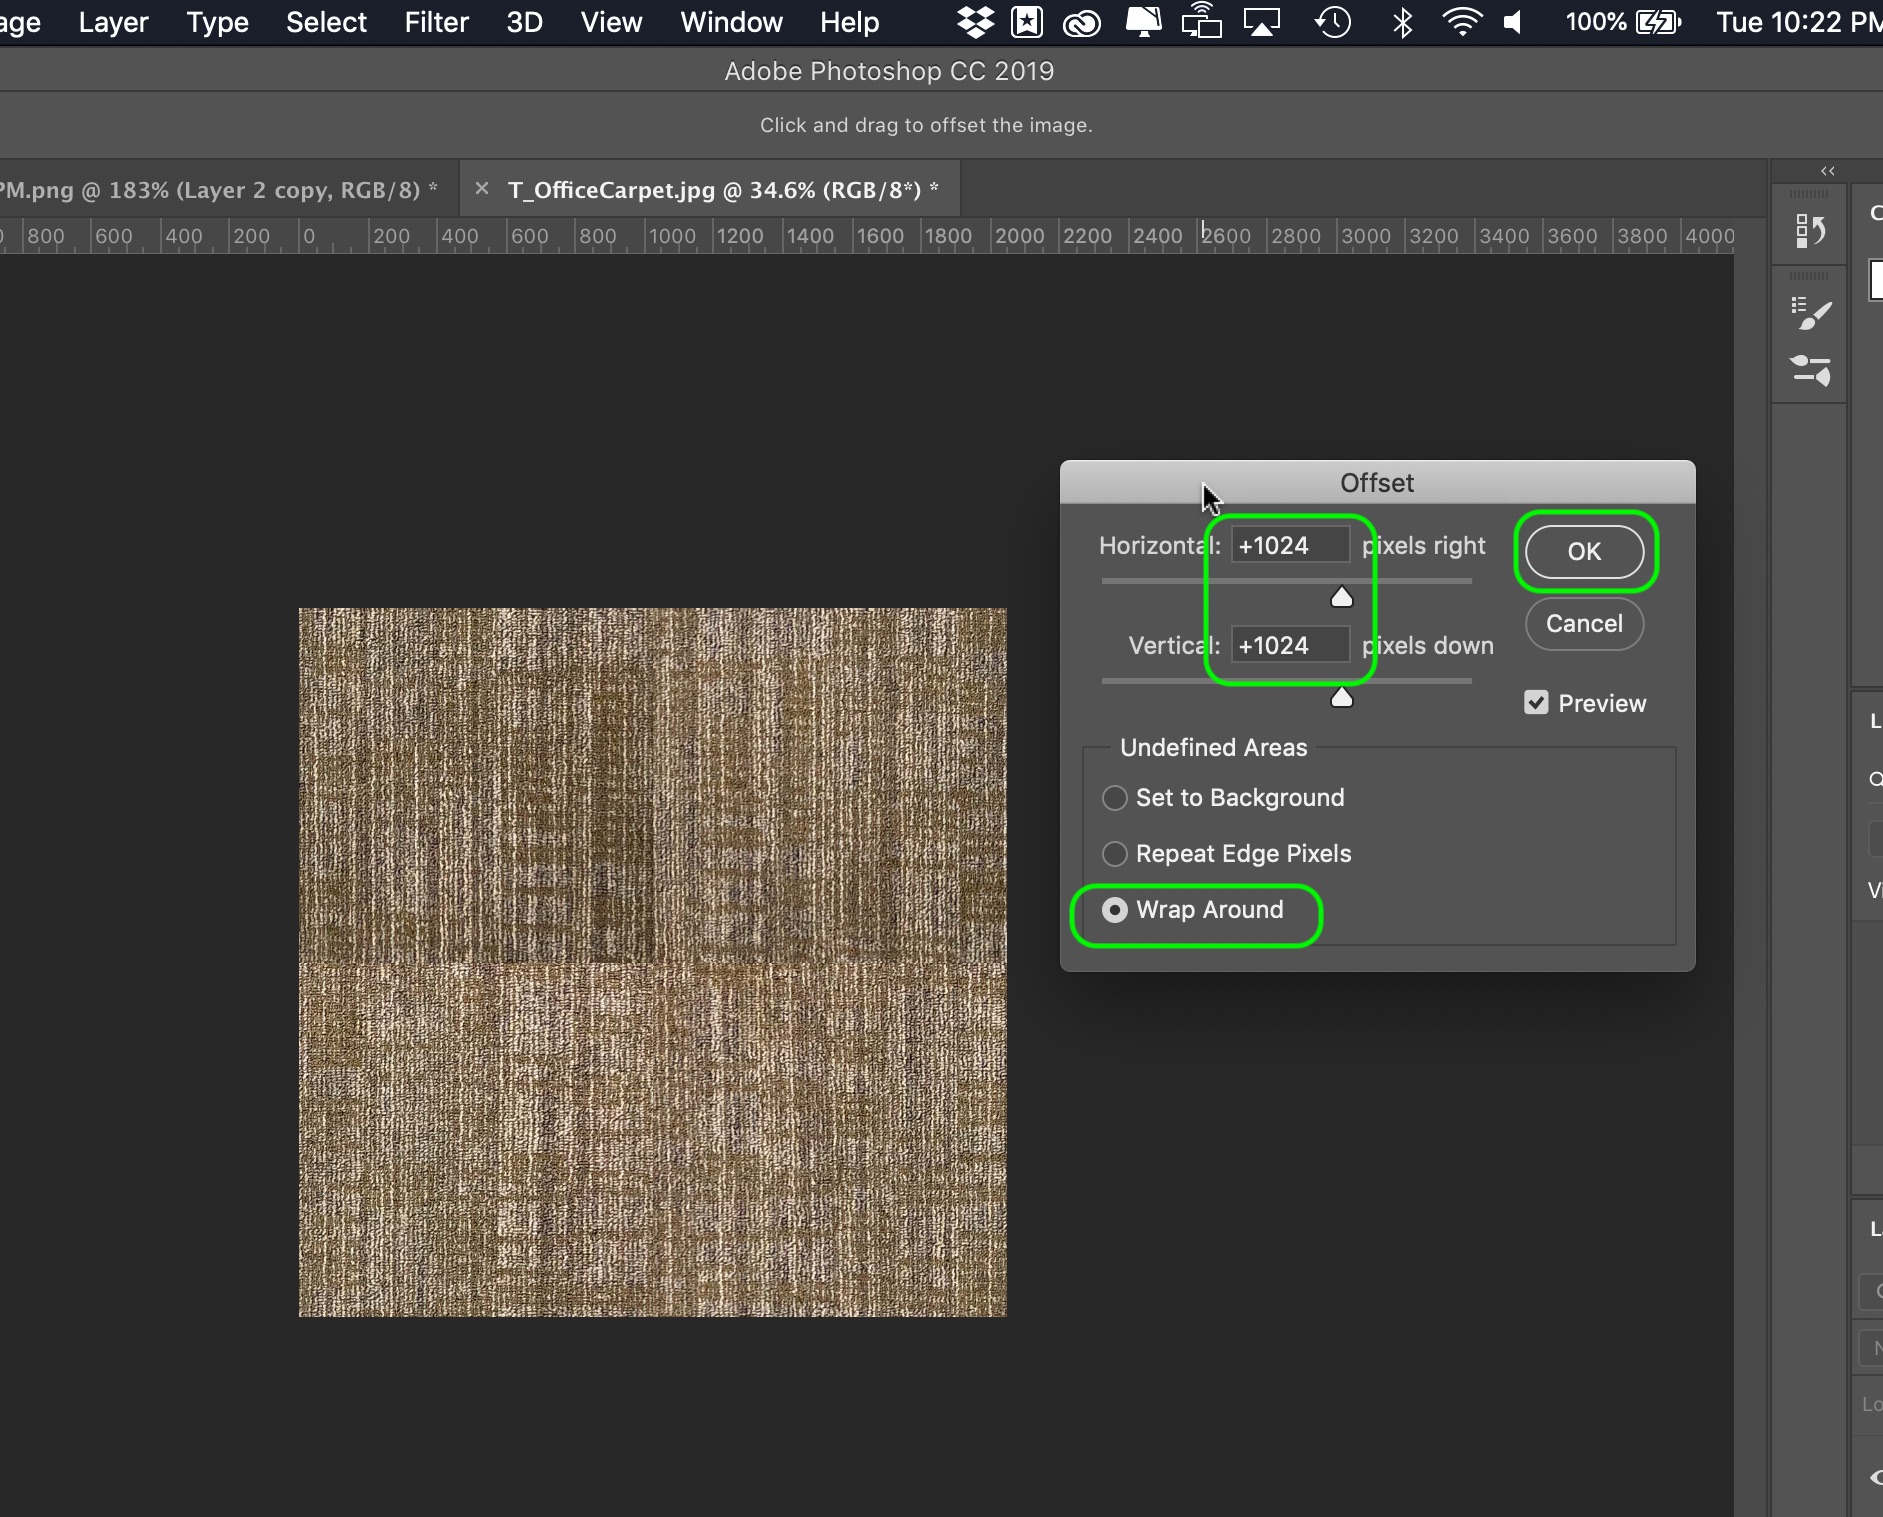 age Layer Type Select Filter 3D View Window Help 100% Tue 10:22 PM
Adobe Photoshop CC 2019
Click and drag to offset the image.
PM.png @ 183% (Layer 2 copy, RGB/8) * × T_OfficeCarpet.jpg @ 34.6% (RGB/8*) *
0 800 600 400 200 0 200 400 600 800 1000 1200 1400 1600 1800 2000 2200 2400 2600 2800 3000 3200 3400 3600 3800 4000
Offset
Horizontal: +1024 pixels right
OK
Vertical: +1024 pixels down
Cancel
Preview
Undefined Areas
Set to Background
Repeat Edge Pixels
Wrap Around
Vi
Lo